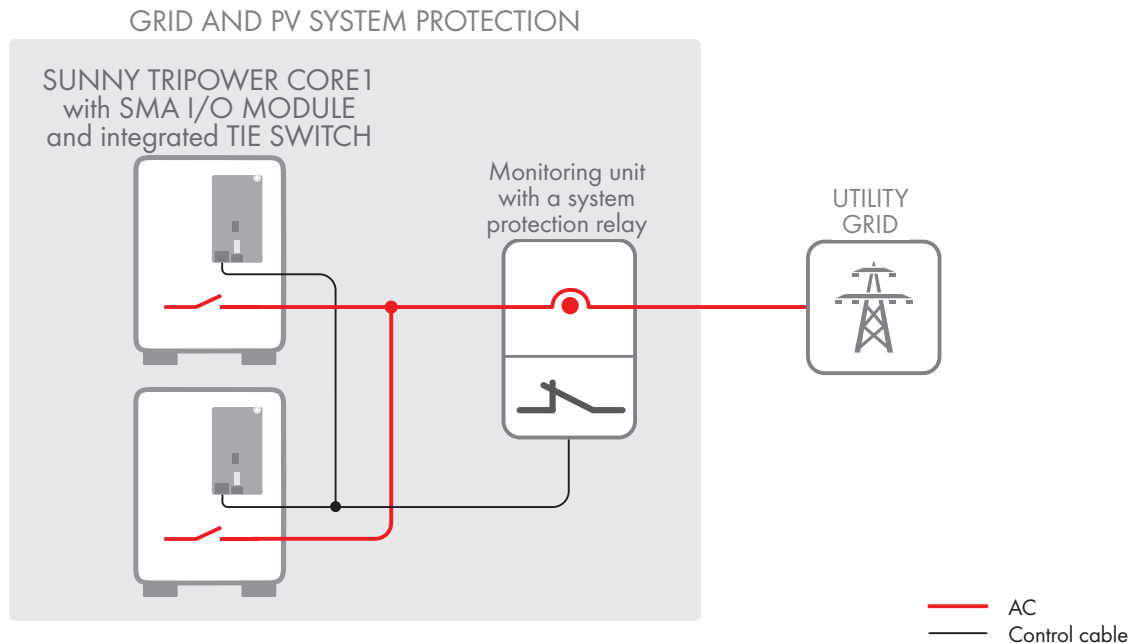 GRID AND PV SYSTEM PROTECTION
SUNNY TRIPOWER CORE1
with SMA I/O MODULE
and integrated TIE SWITCH
Monitoring unit
with a system
protection relay
UTILITY
GRID
AC
Control cable